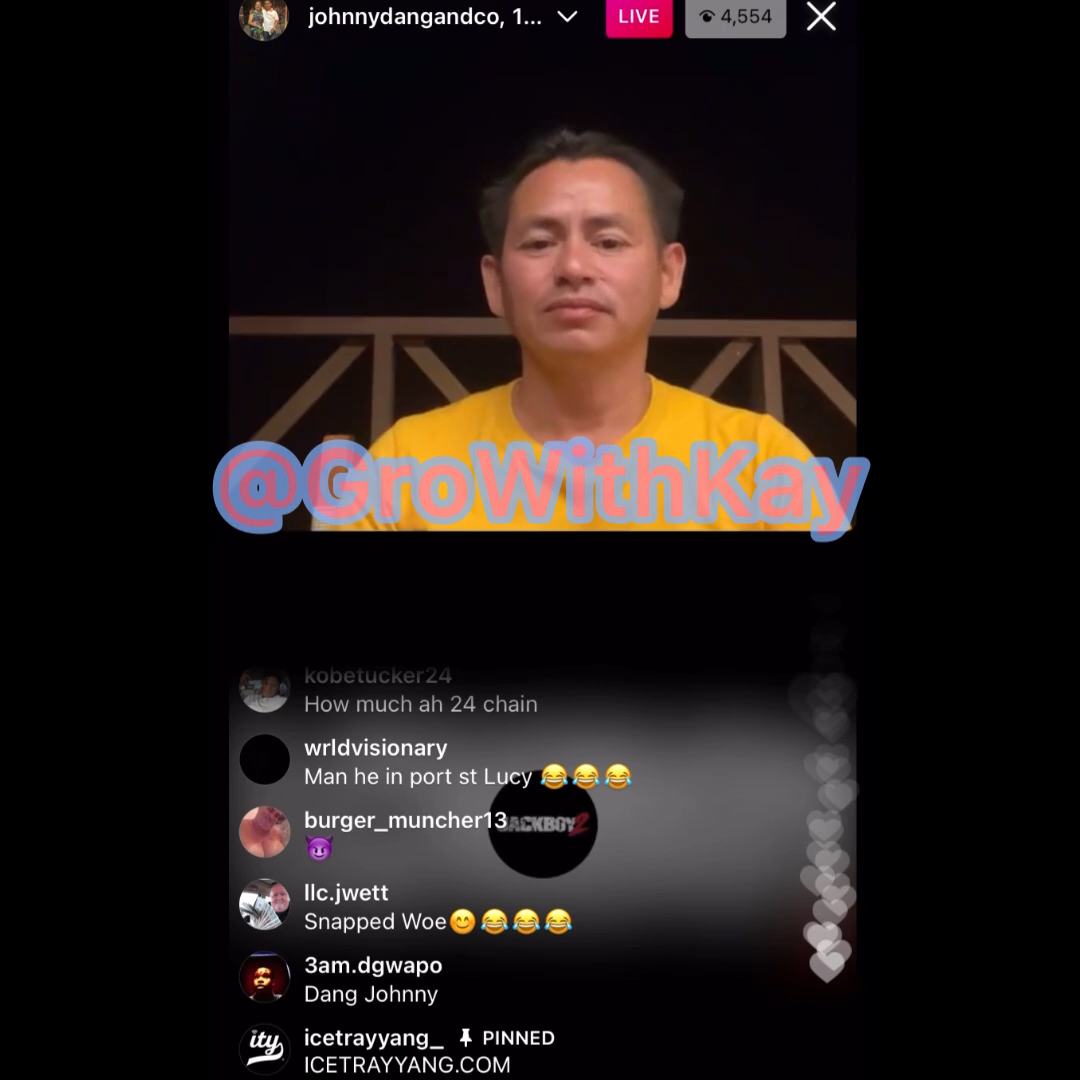 johnnydangandco, 1...
LIVE
4,554
@GroWithKay
kobetucker24
How much ah 24 chain
wrldvisionary
Man he in port st Lucy 😂😂😂
burger_muncher13
😈
JACKBOY2
llc.jwett
Snapped Woe😊😂😂😂
3am.dgwapo
Dang Johnny
ity
icetrayyang_ PINNED
ICETRAYYANG.COM